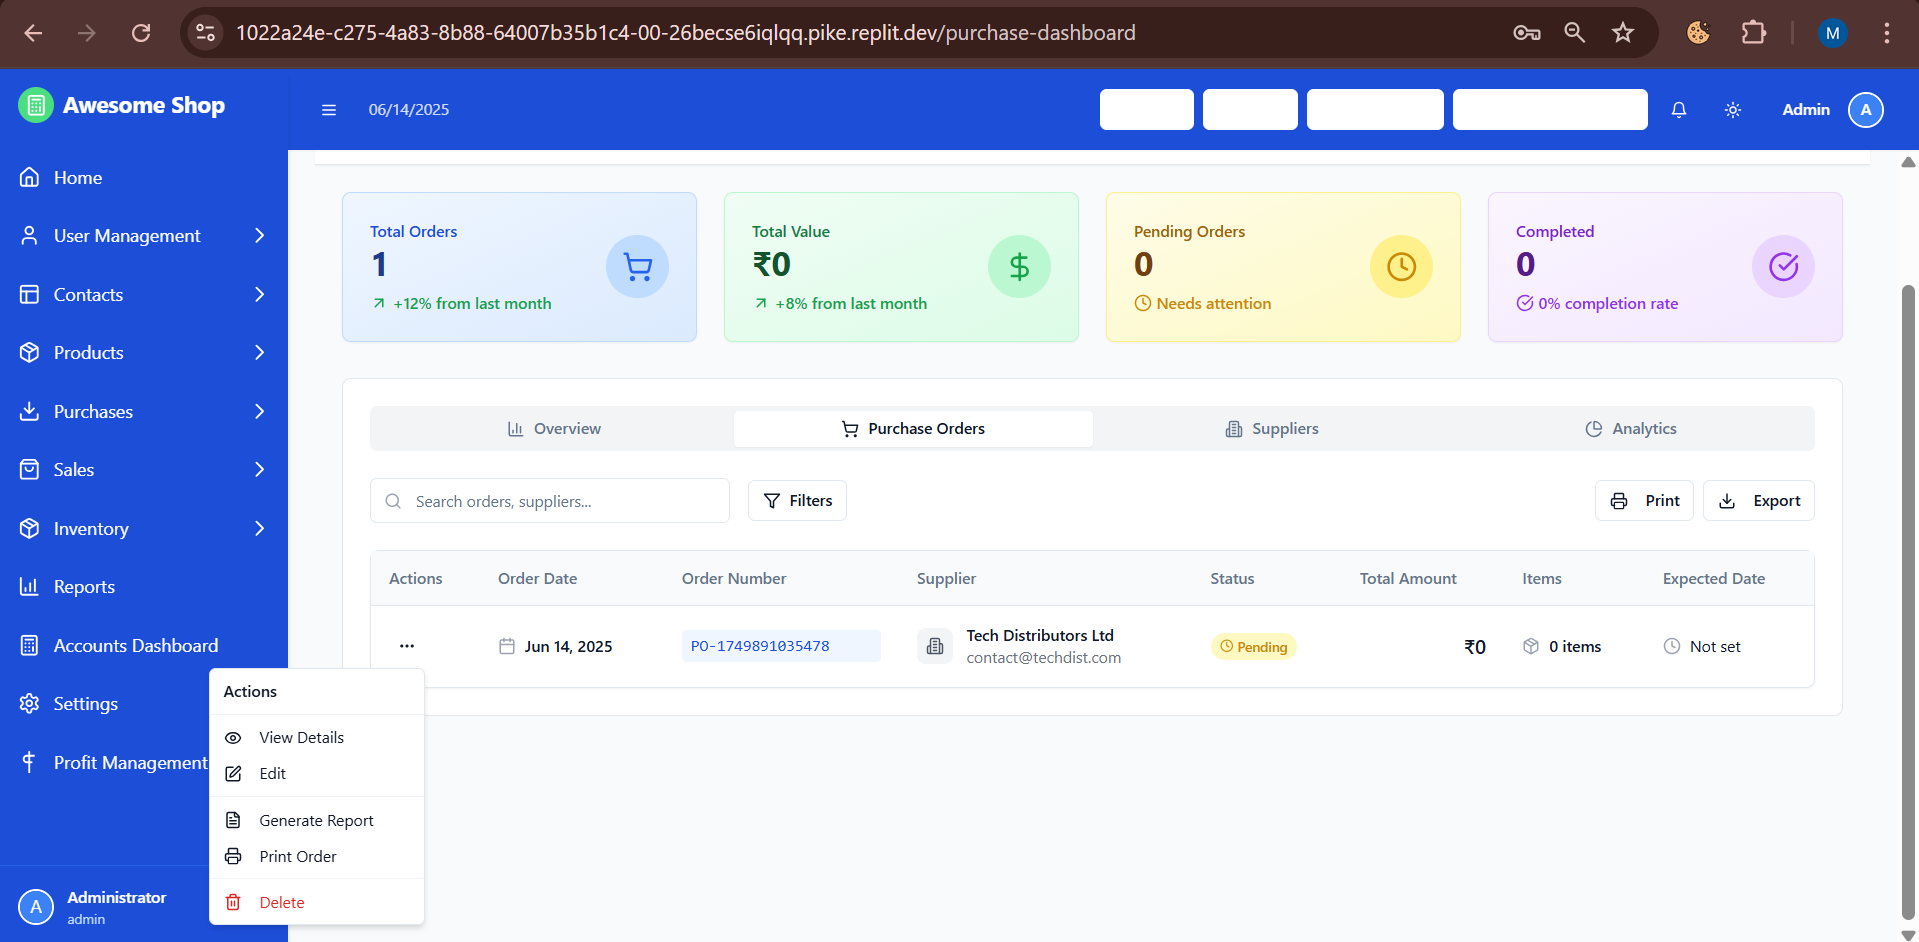 1022a24e-c275-4a83-8b88-64007b35b1c4-00-26becse6iqlqq.pike.replit.dev/purchase-dashboard
M
Awesome Shop
06/14/2025
Admin
A
Home
User Management
Contacts
Products
Purchases
Sales
Inventory
Reports
Accounts Dashboard
Settings
Profit Management
A
Administrator
admin
Total Orders
1
+12% from last month
Total Value
₹0
+8% from last month
Pending Orders
0
Needs attention
Completed
0
0% completion rate
Overview
Purchase Orders
Suppliers
Analytics
Search orders, suppliers...
Filters
Print
Export
Actions Order Date Order Number Supplier Status Total Amount Items Expected Date
Jun 14, 2025 PO-1749891035478 Tech Distributors Ltd Pending ₹0 0 items Not set
contact@techdist.com
Actions
View Details
Edit
Generate Report
Print Order
Delete